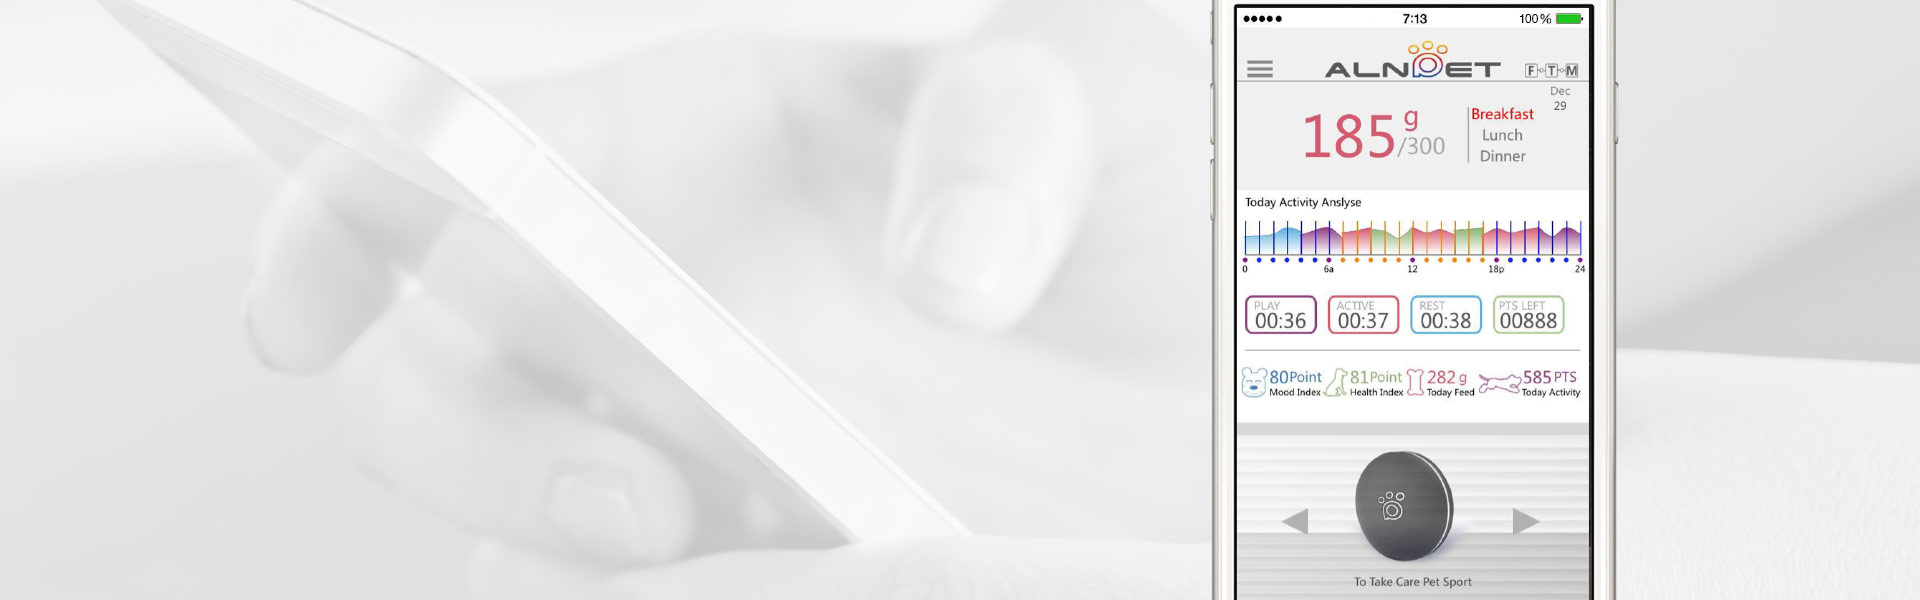 7:13 100%
ALNPET F T M
Dec
29
185 g /300
Breakfast
Lunch
Dinner
Today Activity Anslyse
0 6a 12 18p 24
PLAY ACTIVE REST PTS LEFT
00:36 00:37 00:38 00888
80Point 81Point 282 g 585 PTS
Mood Index Health Index Today Feed Today Activity
To Take Care Pet Sport